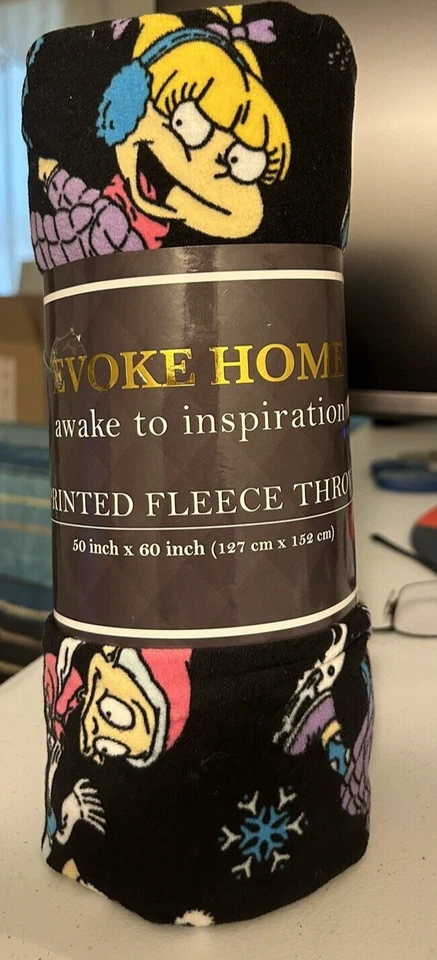 EVOKE HOME
awake to inspiration
RINTED FLEECE THRO
50 inch x 60 inch (127 cm x 152 cm)